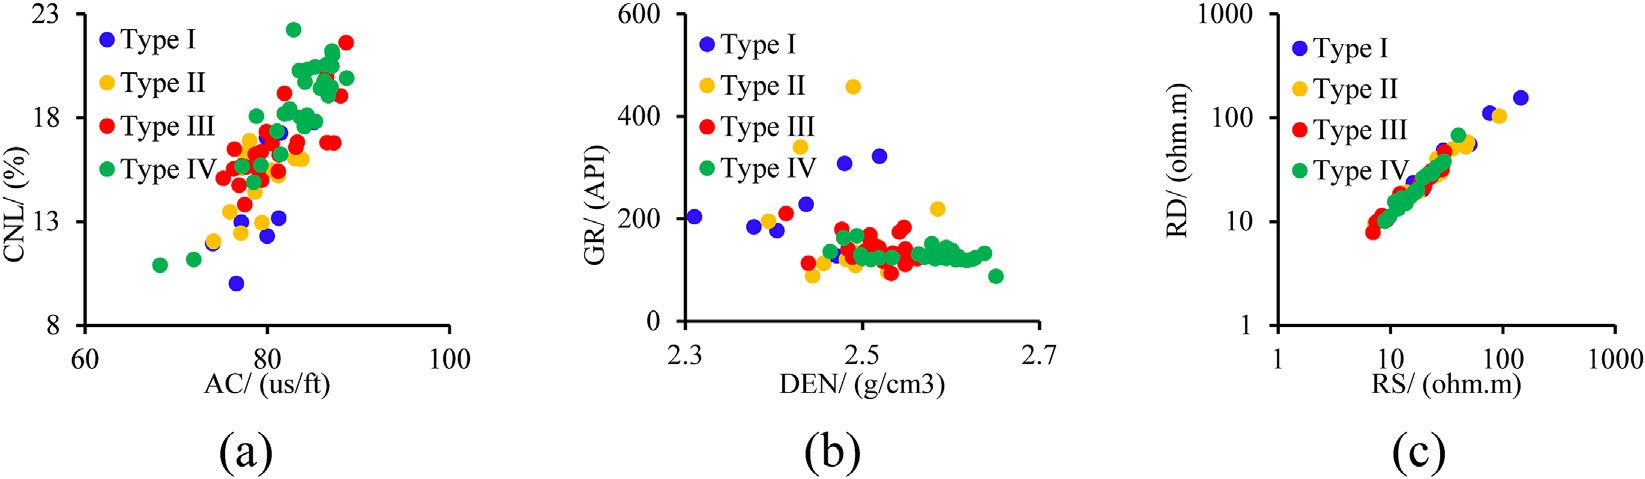 23
18
13
8
CNL/ (%)
Type I
Type II
Type III
Type IV
60 80 100
AC/ (us/ft)
(a)
600
400
200
0
GR/ (API)
Type I
Type II
Type III
Type IV
2.3 2.5 2.7
DEN/ (g/cm3)
(b)
1000
100
10
1
RD/ (ohm.m)
Type I
Type II
Type III
Type IV
1 10 100 1000
RS/ (ohm.m)
(c)